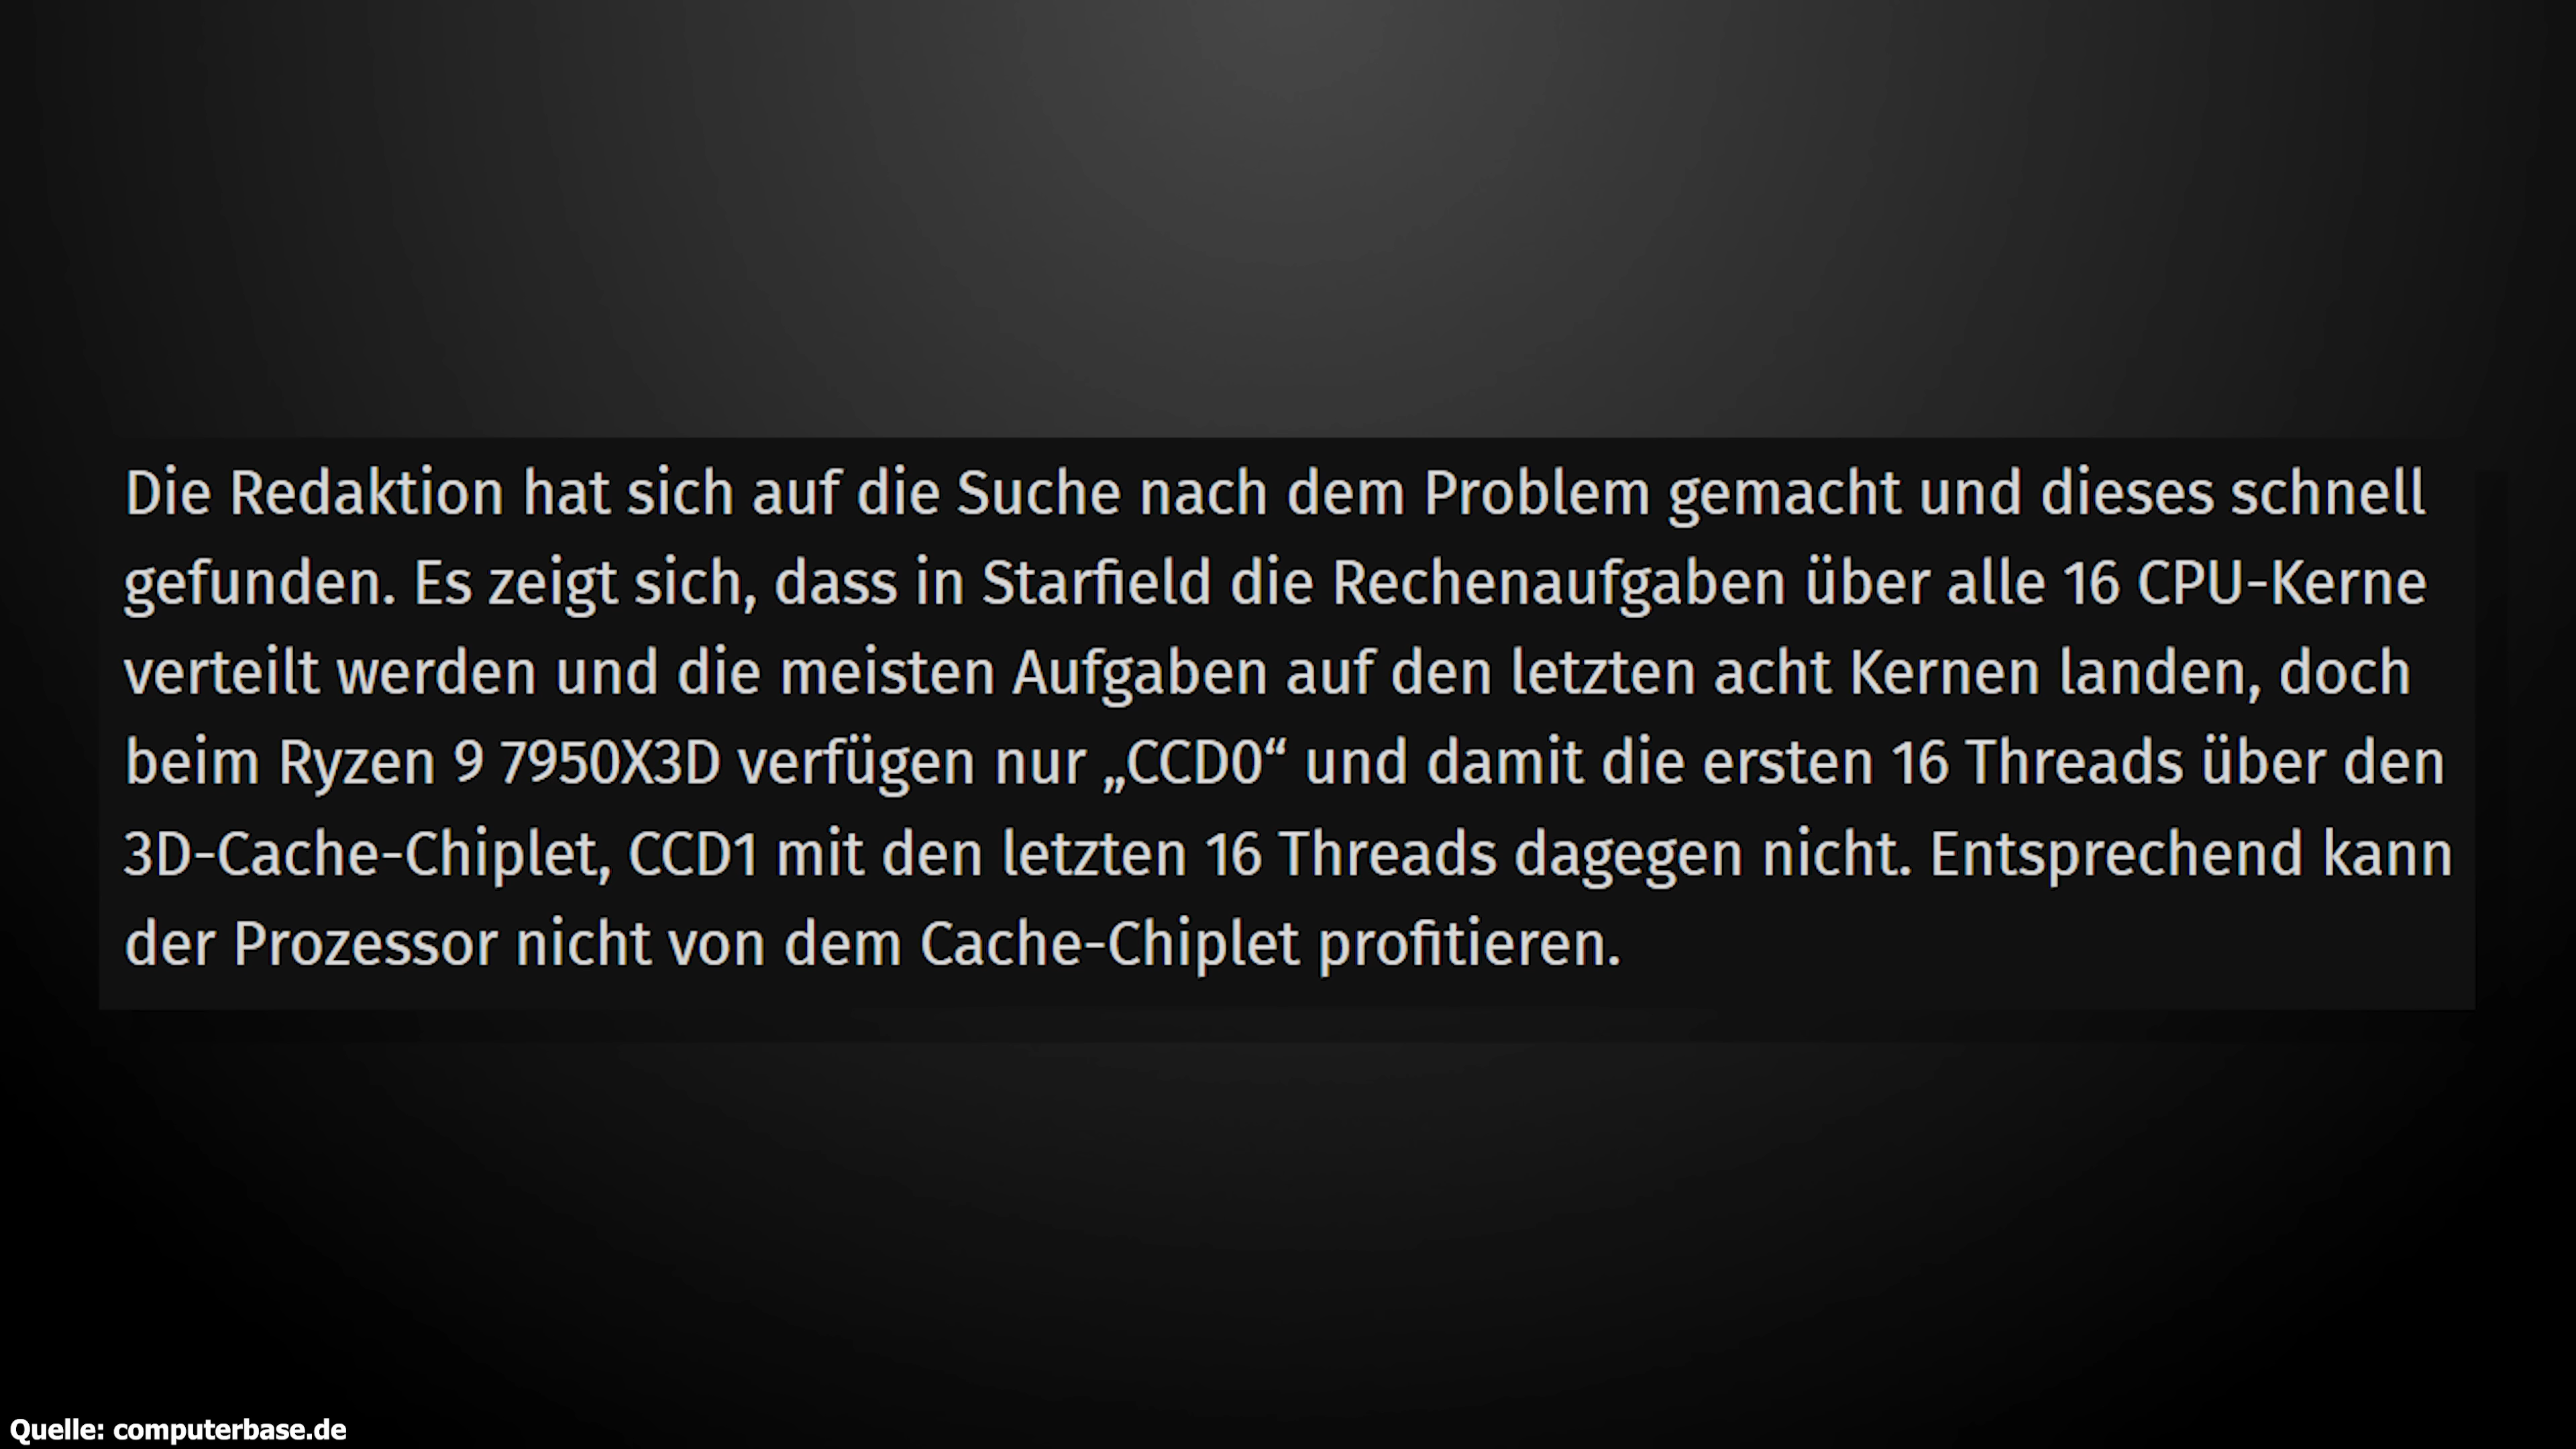 Die Redaktion hat sich auf die Suche nach dem Problem gemacht und dieses schnell
gefunden. Es zeigt sich, dass in Starfield die Rechenaufgaben über alle 16 CPU-Kerne
verteilt werden und die meisten Aufgaben auf den letzten acht Kernen landen, doch
beim Ryzen 9 7950X3D verfügen nur „CCD0“ und damit die ersten 16 Threads über den
3D-Cache-Chiplet, CCD1 mit den letzten 16 Threads dagegen nicht. Entsprechend kann
der Prozessor nicht von dem Cache-Chiplet profitieren.
Quelle: computerbase.de